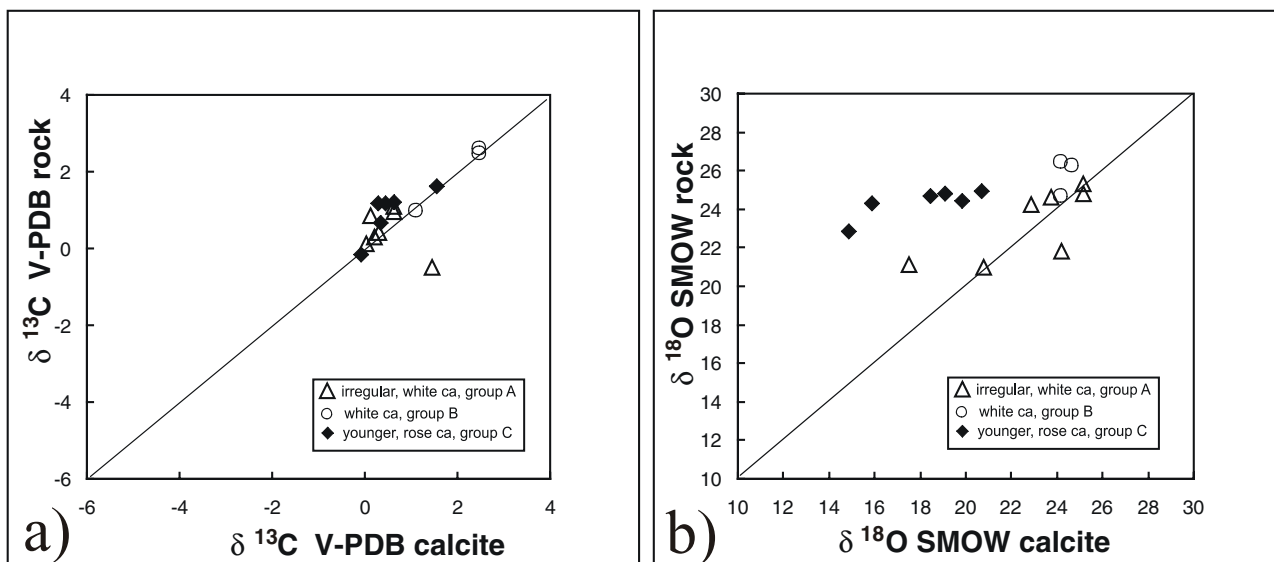 4
2
0
-2
-4
-6
-6
-4
-2
0
2
4
δ ¹³C V-PDB rock
δ ¹³C V-PDB calcite
irregular, white ca, group A
white ca, group B
younger, rose ca, group C
a)
30
28
26
24
22
20
18
16
14
12
10
10
12
14
16
18
20
22
24
26
28
30
δ ¹⁸O SMOW rock
δ ¹⁸O SMOW calcite
irregular, white ca, group A
white ca, group B
younger, rose ca, group C
b)